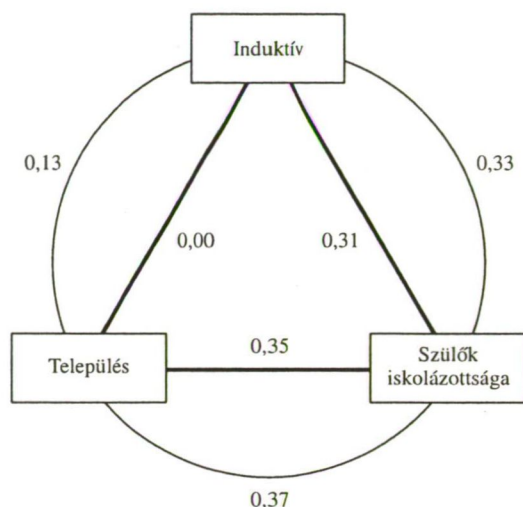 Induktív
0,13
0,33
0,00
0,31
Település
0,35
Szülők
iskolázottsága
0,37